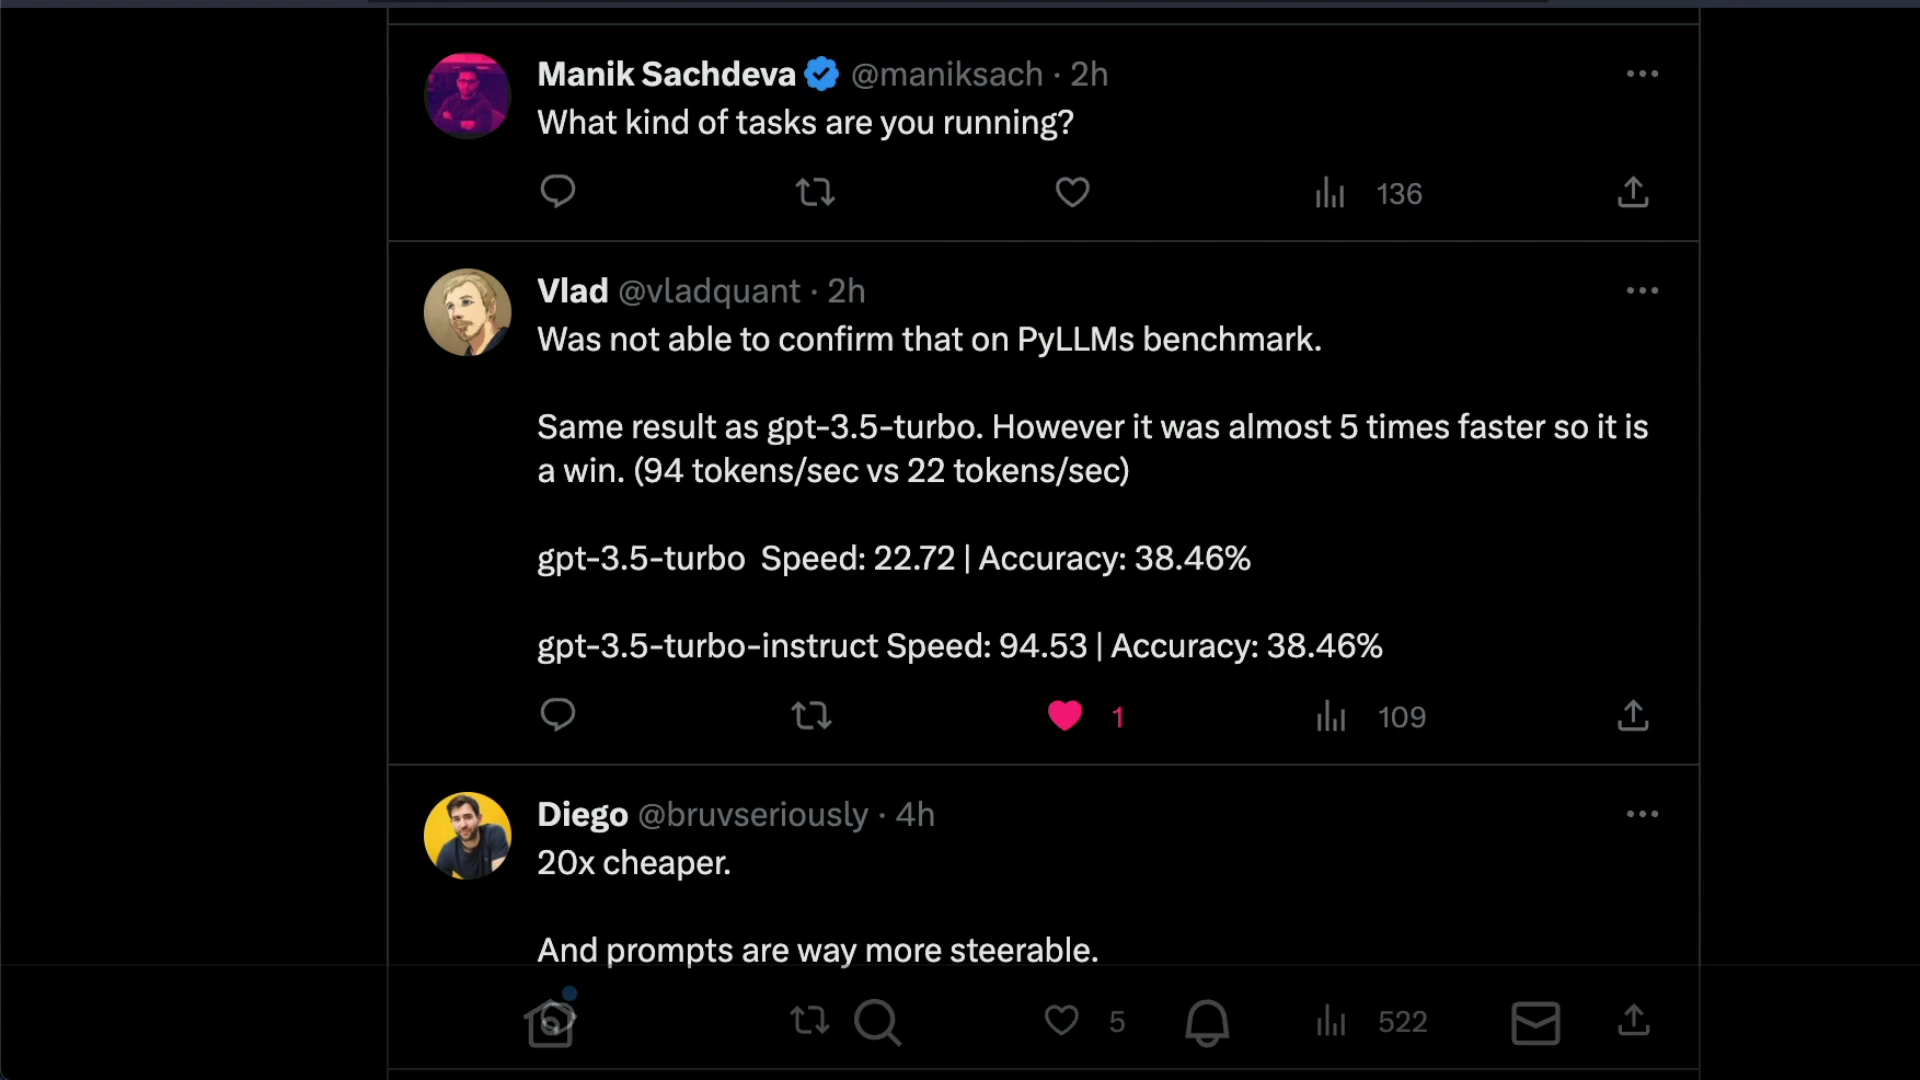 Manik Sachdeva @maniksach · 2h
What kind of tasks are you running?
136
Vlad @vladquant · 2h
Was not able to confirm that on PyLLMs benchmark.
Same result as gpt-3.5-turbo. However it was almost 5 times faster so it is
a win. (94 tokens/sec vs 22 tokens/sec)
gpt-3.5-turbo  Speed: 22.72 | Accuracy: 38.46%
gpt-3.5-turbo-instruct Speed: 94.53 | Accuracy: 38.46%
1 109
Diego @bruvseriously · 4h
20x cheaper.
And prompts are way more steerable.
5 522